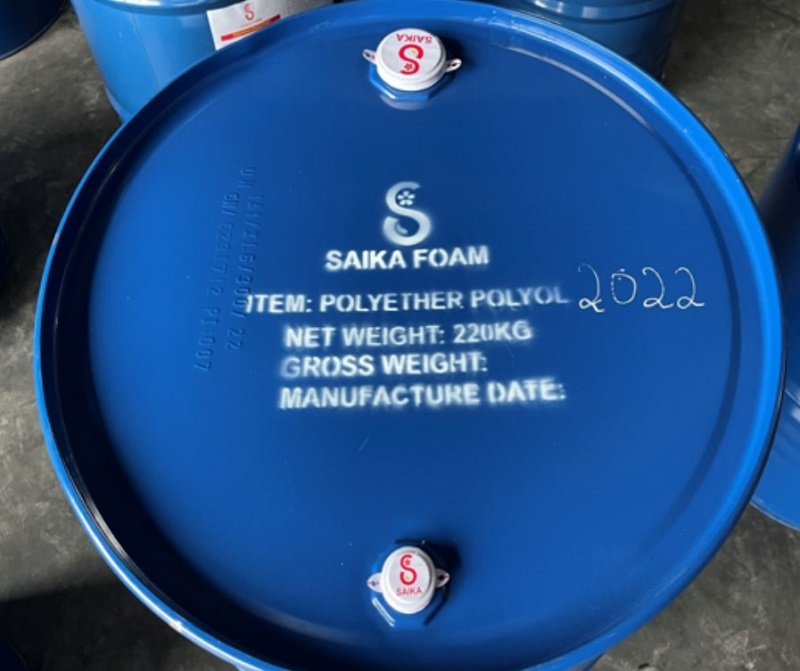 SAIKA
SAIKA FOAM
ITEM: POLYETHER POLYOL 2022
NET WEIGHT: 220KG
GROSS WEIGHT:
MANUFACTURE DATE:
SAIKA